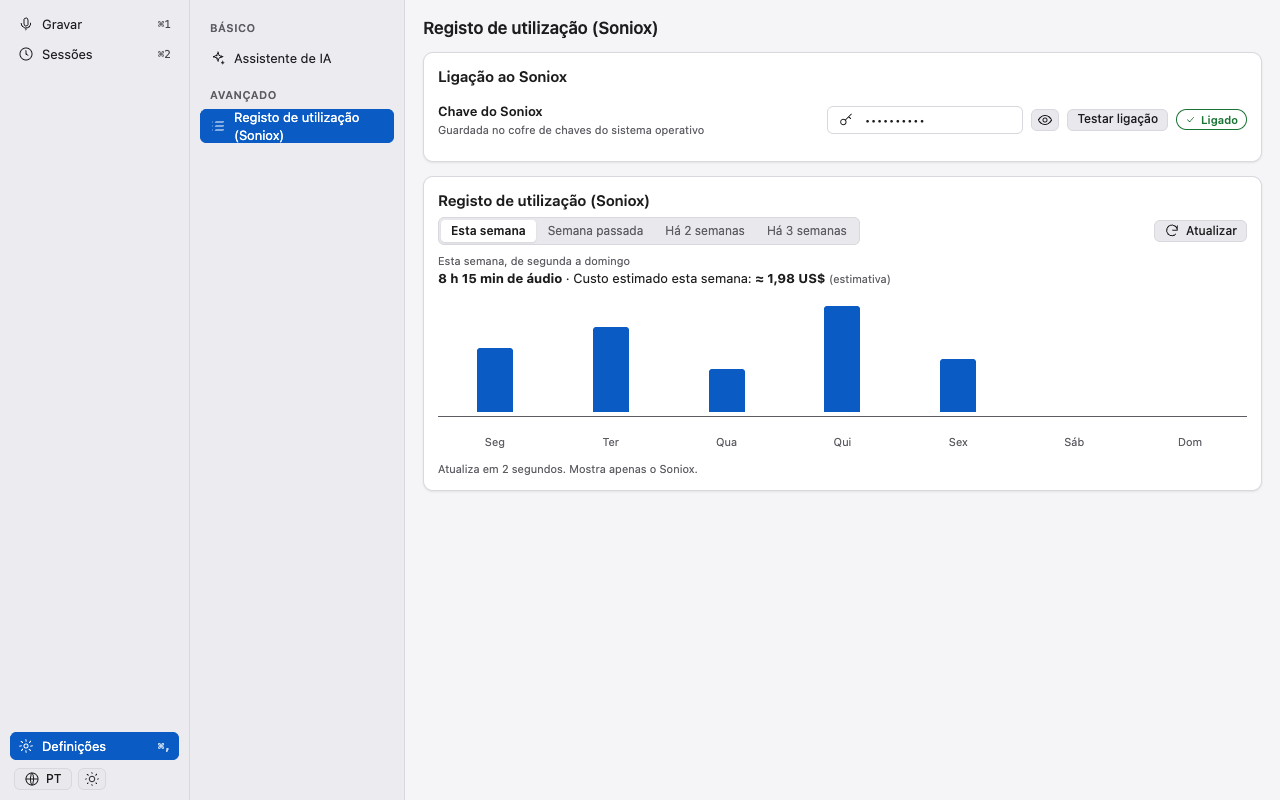 Gravar ⌘1
Sessões ⌘2
Definições ⌘,
PT
BÁSICO
Assistente de IA
AVANÇADO
Registo de utilização
(Soniox)
Registo de utilização (Soniox)
Ligação ao Soniox
Chave do Soniox
Guardada no cofre de chaves do sistema operativo
••••••••••
Testar ligação
Ligado
Registo de utilização (Soniox)
Esta semana Semana passada Há 2 semanas Há 3 semanas
Atualizar
Esta semana, de segunda a domingo
8 h 15 min de áudio · Custo estimado esta semana: ≈ 1,98 US$ (estimativa)
Seg Ter Qua Qui Sex Sáb Dom
Atualiza em 2 segundos. Mostra apenas o Soniox.